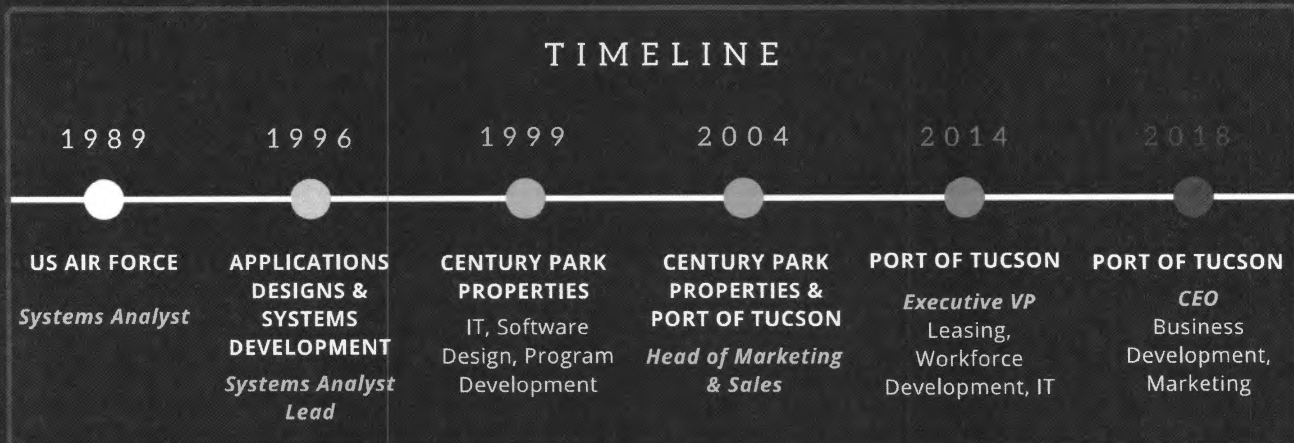 TIMELINE
1989
1996
1999
2004
2014
2018
US AIR FORCE
Systems Analyst
APPLICATIONS
DESIGNS &
SYSTEMS
DEVELOPMENT
Systems Analyst
Lead
CENTURY PARK
PROPERTIES
IT, Software
Design, Program
Development
CENTURY PARK
PROPERTIES &
PORT OF TUCSON
Head of Marketing
& Sales
PORT OF TUCSON
Executive VP
Leasing,
Workforce
Development, IT
PORT OF TUCSON
CEO
Business
Development,
Marketing